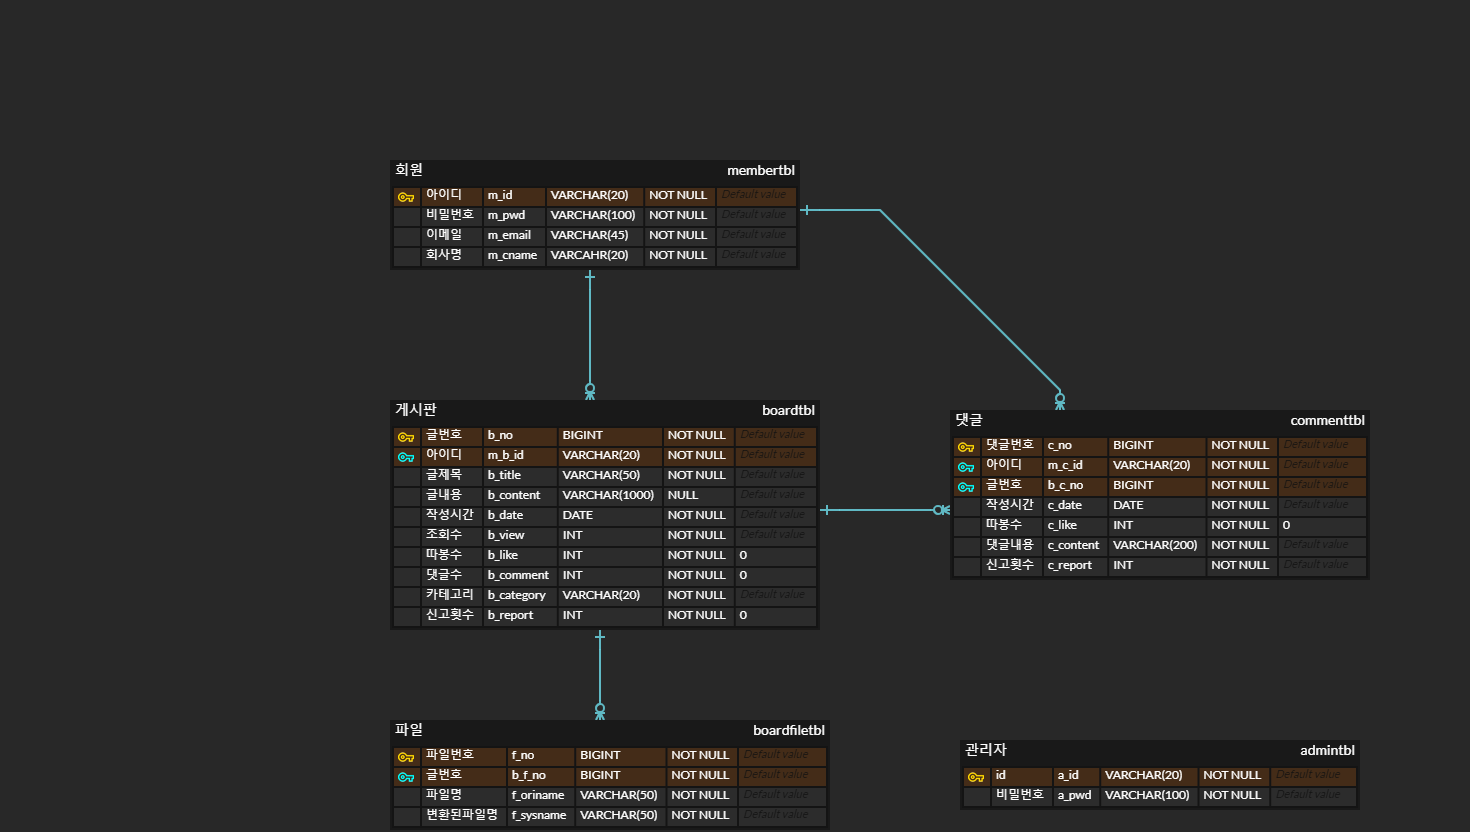 회원 membertbl
아이디 m_id VARCHAR(20) NOT NULL Default value
비밀번호 m_pwd VARCHAR(100) NOT NULL Default value
이메일 m_email VARCHAR(45) NOT NULL Default value
회사명 m_cname VARCAHR(20) NOT NULL Default value
게시판 boardtbl
글번호 b_no BIGINT NOT NULL Default value
아이디 m_b_id VARCHAR(20) NOT NULL Default value
글제목 b_title VARCHAR(50) NOT NULL Default value
글내용 b_content VARCHAR(1000) NULL Default value
작성시간 b_date DATE NOT NULL Default value
조회수 b_view INT NOT NULL Default value
따봉수 b_like INT NOT NULL 0
댓글수 b_comment INT NOT NULL 0
카테고리 b_category VARCHAR(20) NOT NULL Default value
신고횟수 b_report INT NOT NULL 0
댓글 commenttbl
댓글번호 c_no BIGINT NOT NULL Default value
아이디 m_c_id VARCHAR(20) NOT NULL Default value
글번호 b_c_no BIGINT NOT NULL Default value
작성시간 c_date DATE NOT NULL Default value
따봉수 c_like INT NOT NULL 0
댓글내용 c_content VARCHAR(200) NOT NULL Default value
신고횟수 c_report INT NOT NULL Default value
파일 boardfiletbl
파일번호 f_no BIGINT NOT NULL Default value
글번호 b_f_no BIGINT NOT NULL Default value
파일명 f_oriname VARCHAR(50) NOT NULL Default value
변환된파일명 f_sysname VARCHAR(50) NOT NULL Default value
관리자 admintbl
id a_id VARCHAR(20) NOT NULL Default value
비밀번호 a_pwd VARCHAR(100) NOT NULL Default value